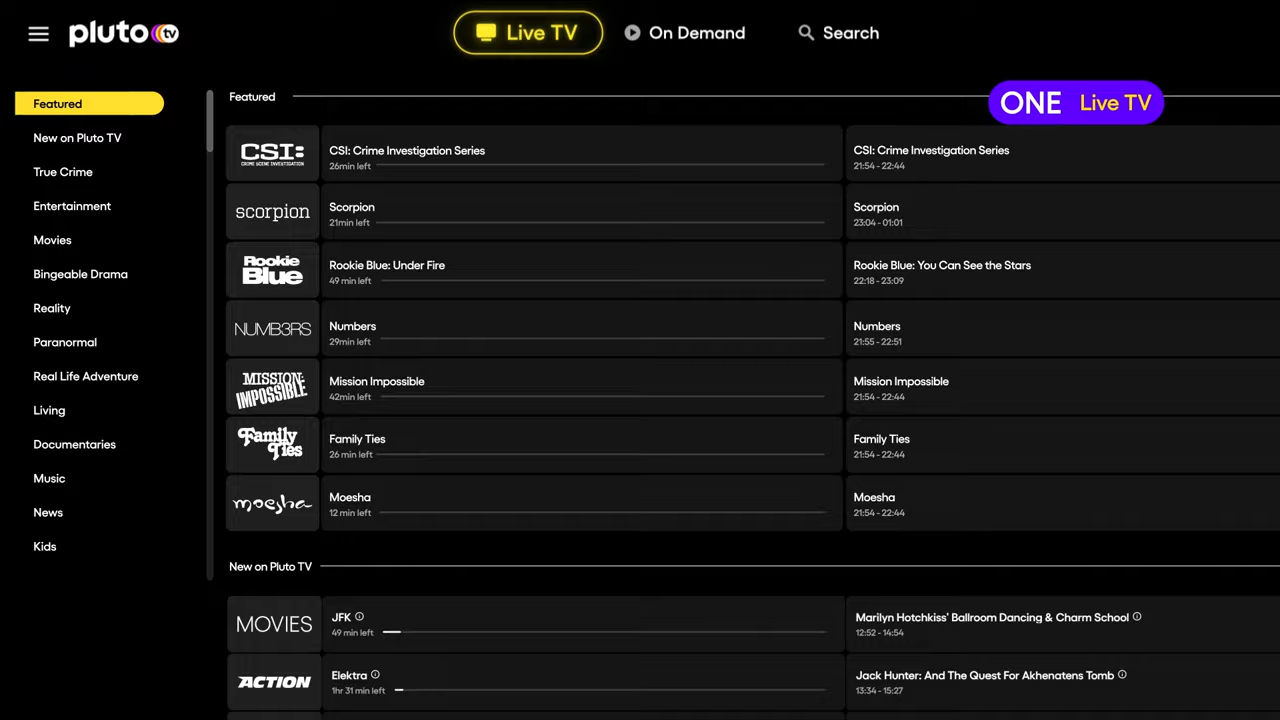 pluto tv
Live TV
On Demand
Search
Featured
New on Pluto TV
True Crime
Entertainment
Movies
Bingeable Drama
Reality
Paranormal
Real Life Adventure
Living
Documentaries
Music
News
Kids
Featured
ONE Live TV
CSI:
CRIME SCENE INVESTIGATION
CSI: Crime Investigation Series
26min left
CSI: Crime Investigation Series
21:54 - 22:44
scorpion
Scorpion
21min left
Scorpion
23:04 - 01:01
Rookie
Blue
Rookie Blue: Under Fire
49 min left
Rookie Blue: You Can See the Stars
22:18 - 23:09
NUMB3RS
Numbers
29min left
Numbers
21:55 - 22:51
MISSION:
IMPOSSIBLE
Mission Impossible
42min left
Mission Impossible
21:54 - 22:44
Family
Ties
Family Ties
26 min left
Family Ties
21:54 - 22:44
moesha
Moesha
12 min left
Moesha
21:54 - 22:44
New on Pluto TV
MOVIES
JFK
49 min left
Marilyn Hotchkiss' Ballroom Dancing & Charm School
12:52 - 14:54
ACTION
Elektra
1hr 31 min left
Jack Hunter: And The Quest For Akhenatens Tomb
13:34 - 15:27